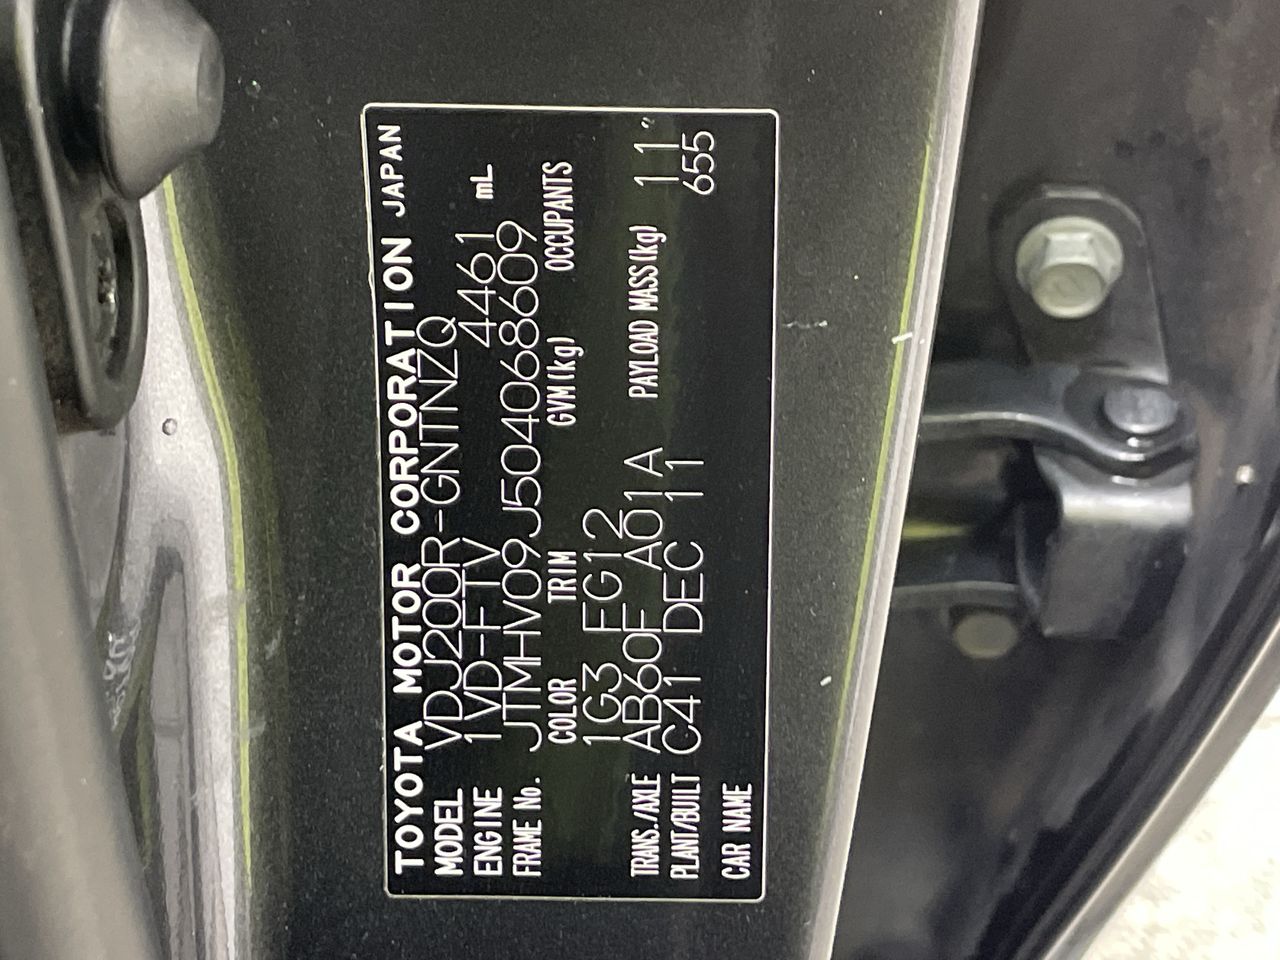 TOYOTA MOTOR CORPORATION JAPAN
MODEL VDJ200R-GNTNZQ
ENGINE 1VD-FTV 4461 mL
FRAME No. JTMHV09J504068609
COLOR TRIM GVM(kg) OCCUPANTS
1G3 FG12
TRANS./AXLE AB60F A01A PAYLOAD MASS(kg) 11"
PLANT/BUILT C41 DEC 11 655
CAR NAME